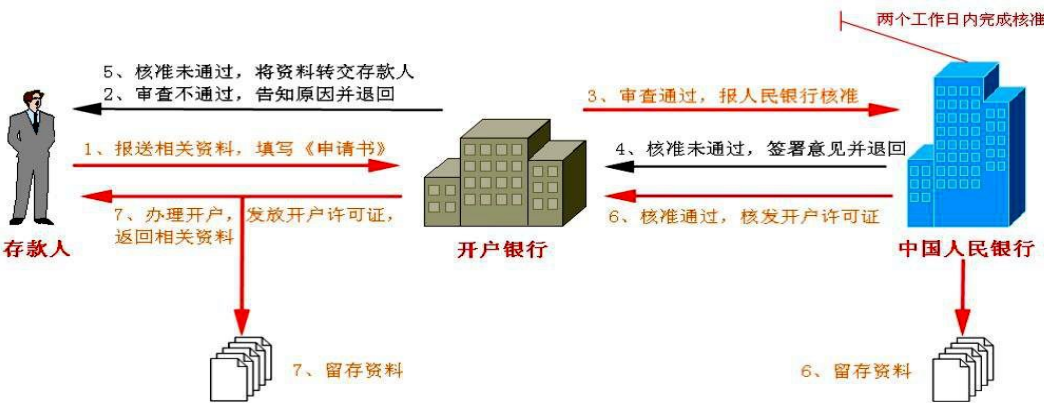 两个工作日内完成核准
5、核准未通过，将资料转交存款人
2、审查不通过，告知原因并退回
3、审查通过，报人民银行核准
1、报送相关资料，填写《申请书》
4、核准未通过，签署意见并退回
7、办理开户，发放开户许可证，
返回相关资料
6、核准通过，核发开户许可证
存款人
开户银行
中国人民银行
7、留存资料
6、留存资料